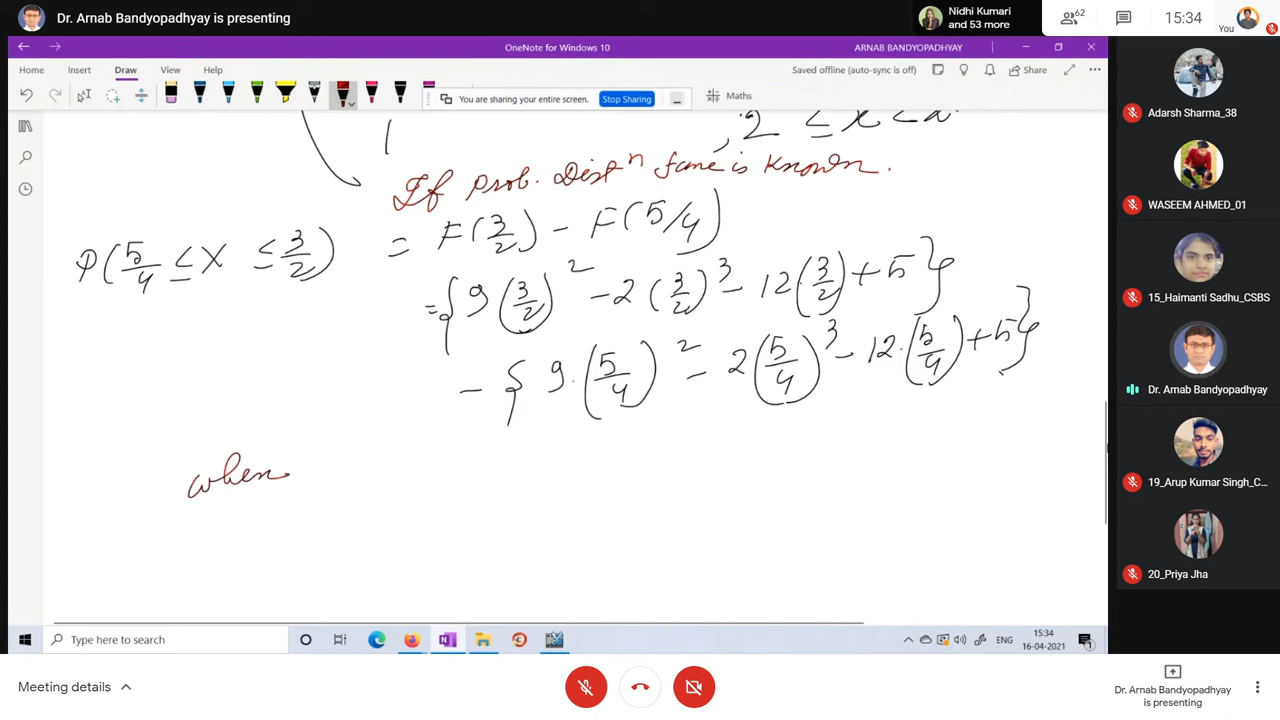 Dr. Arnab Bandyopadhyay is presenting
Nidhi Kumari
and 53 more
62
15:34
You
OneNote for Windows 10
ARNAB BANDYOPADHYAY
Home Insert Draw View Help
Saved offline (auto-sync is off)
Share
You are sharing your entire screen.
Stop Sharing
Maths
, 2 ≤ x < α
If Prob. Distⁿ func is known.
P(5/4 ≤ X ≤ 3/2) = F(3/2) - F(5/4)
= {9(3/2)² - 2(3/2)³ - 12(3/2) + 5}
- {9.(5/4)² - 2(5/4)³ - 12.(5/4) + 5}
when
Adarsh Sharma_38
WASEEM AHMED_01
15_Haimanti Sadhu_CSBS
Dr. Arnab Bandyopadhyay
19_Arup Kumar Singh_C...
20_Priya Jha
Type here to search
ENG
15:34
16-04-2021
1
Meeting details
Dr. Arnab Bandyopadhyay
is presenting